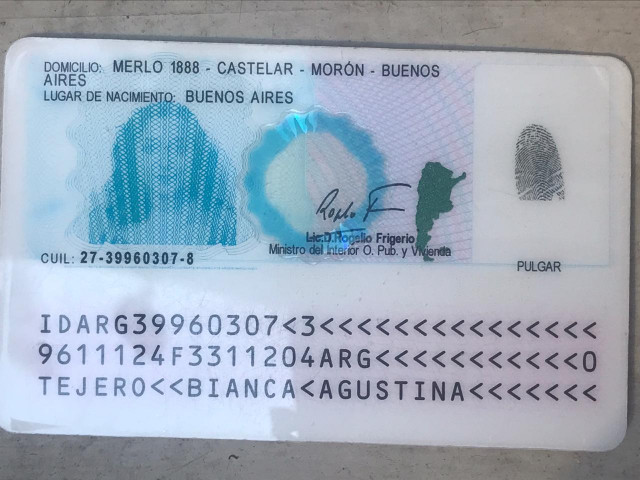 DOMICILIO: MERLO 1888 - CASTELAR - MORÓN - BUENOS
AIRES
LUGAR DE NACIMIENTO: BUENOS AIRES
Lic.D.Rogelio Frigerio
Ministro del Interior O. Pub. y Vivienda
CUIL: 27-39960307-8
PULGAR
IDARG39960307<3<<<<<<<<<<<<<<<
9611124F3311204ARG<<<<<<<<<<<0
TEJERO<<BIANCA<AGUSTINA<<<<<<<